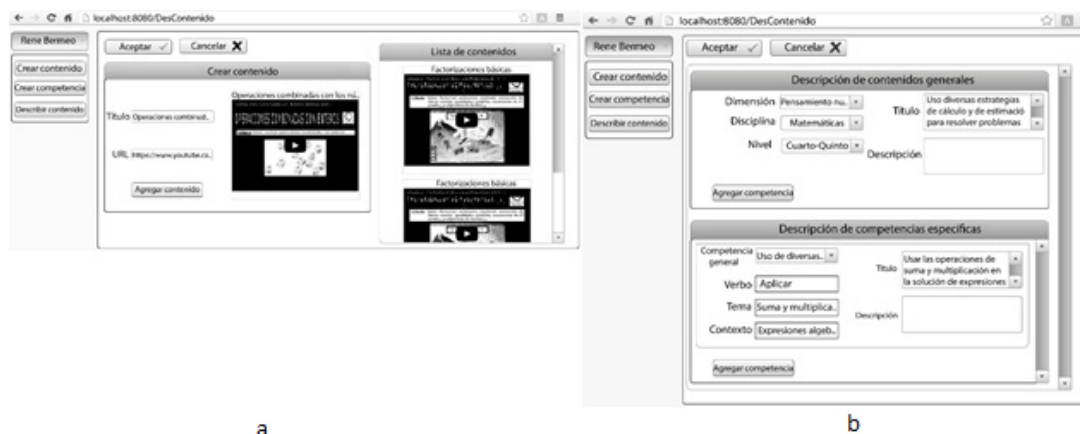 localhost:8080/DesContenido
Rene Bermeo
Crear contenido
Crear competencia
Describir contenido
Aceptar
Cancelar
Crear contenido
Titulo Operaciones combinad..
URL https://www.youtube.co..
Agregar contenido
Operaciones combinadas con los nú..
OPERACIONES COMBINADAS CON ENTEROS
Lista de contenidos
Factorizaciones básicas
Factorizaciones básicas
a
localhost:8080/DesContenido
Rene Bermeo
Crear contenido
Crear competencia
Describir contenido
Aceptar
Cancelar
Descripción de contenidos generales
Dimensión Pensamiento nu..
Disciplina Matemáticas
Nivel Cuarto-Quinto
Titulo
Uso diversas estrategias
de cálculo y de estimació
para resolver problemas
Descripción
Agregar competencia
Descripción de competencias especificas
Competencia
general
Uso de diversas..
Verbo Aplicar
Tema Suma y multiplica..
Contexto Expresiones algeb..
Titulo
Usar las operaciones de
suma y multiplicación en
la solución de expresiones
Descripción
Agregar competencia
b